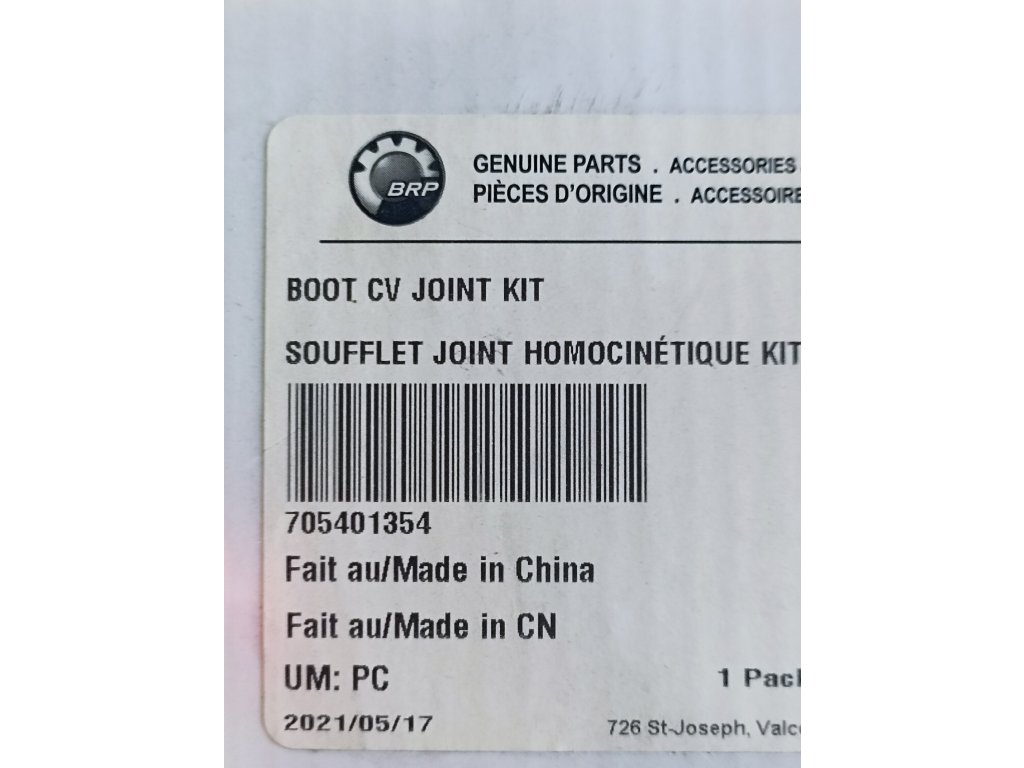 BRP
GENUINE PARTS . ACCESSORIES
PIÈCES D'ORIGINE . ACCESSOIRE
BOOT CV JOINT KIT
SOUFFLET JOINT HOMOCINÉTIQUE KIT
705401354
Fait au/Made in China
Fait au/Made in CN
UM: PC
1 Pack
2021/05/17
726 St-Joseph, Valco